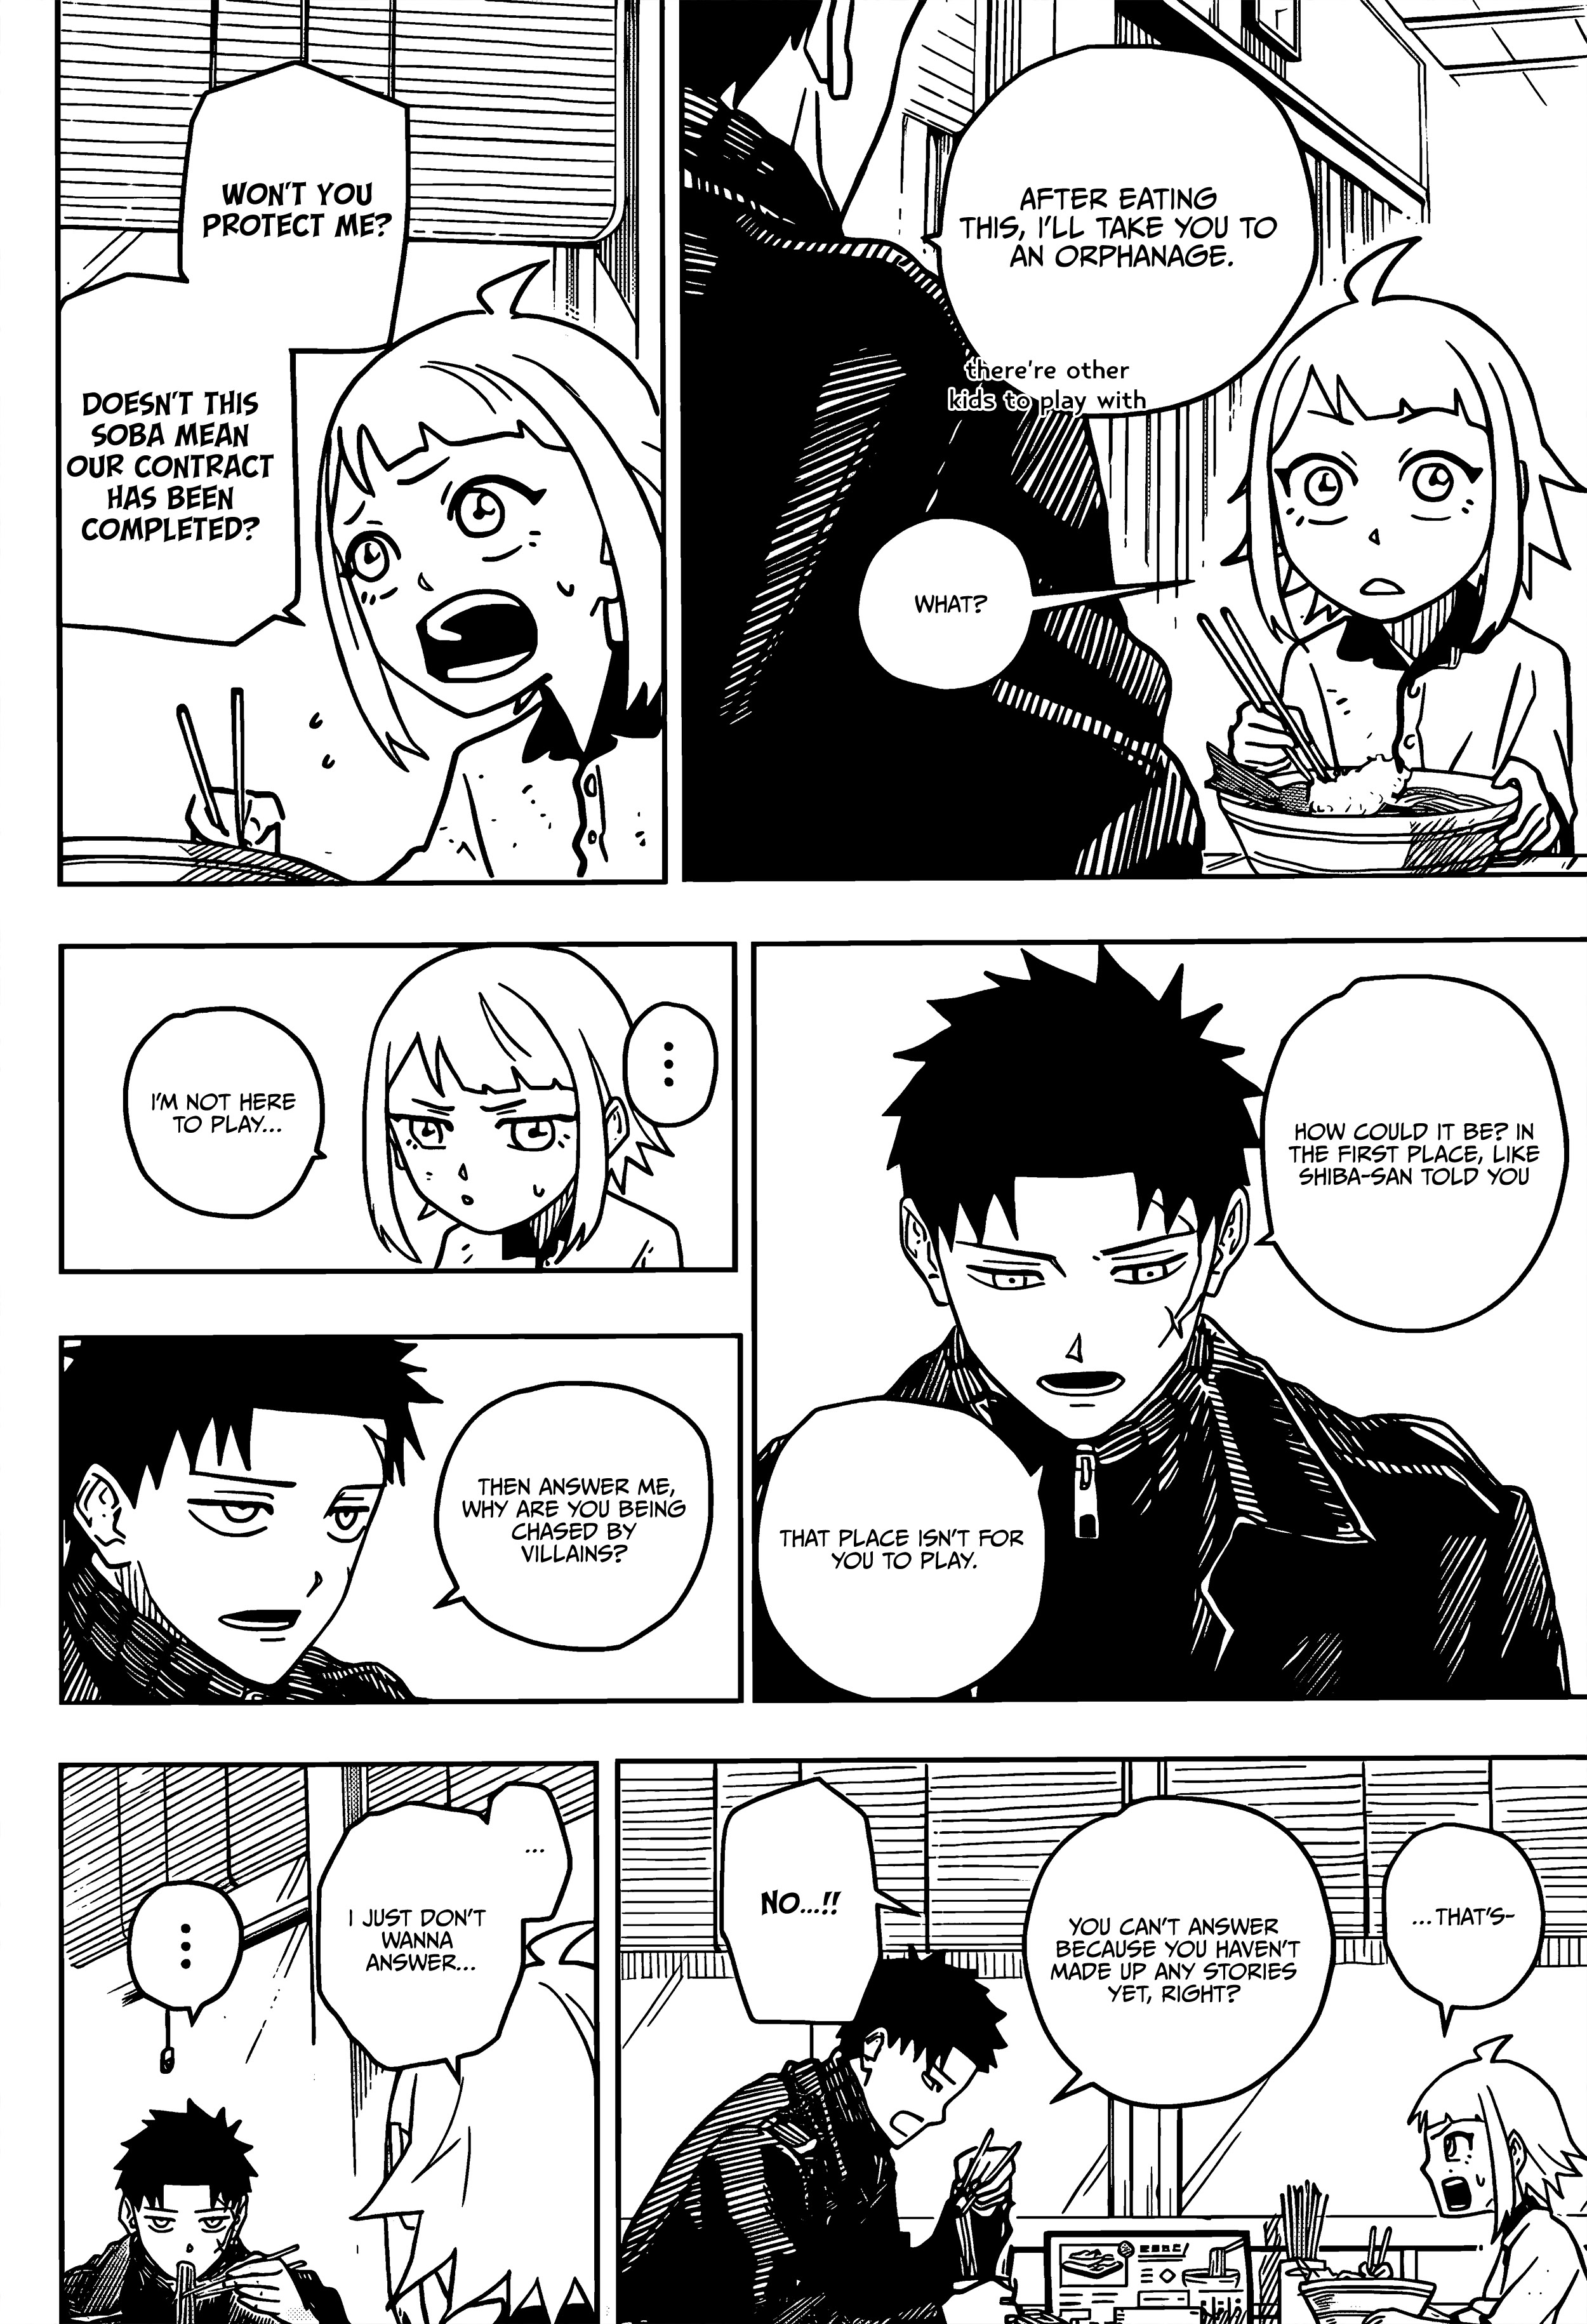 AFTER EATING
THIS, I'LL TAKE YOU TO
AN ORPHANAGE.
there're other
kids to play with
WHAT?
WON'T YOU
PROTECT ME?
DOESN'T THIS
SOBA MEAN
OUR CONTRACT
HAS BEEN
COMPLETED?
HOW COULD IT BE? IN
THE FIRST PLACE, LIKE
SHIBA-SAN TOLD YOU
THAT PLACE ISN'T FOR
YOU TO PLAY.
...
I'M NOT HERE
TO PLAY...
THEN ANSWER ME,
WHY ARE YOU BEING
CHASED BY
VILLAINS?
...THAT'S-
YOU CAN'T ANSWER
BECAUSE YOU HAVEN'T
MADE UP ANY STORIES
YET, RIGHT?
NO...!!
...
I JUST DON'T
WANNA
ANSWER...
...